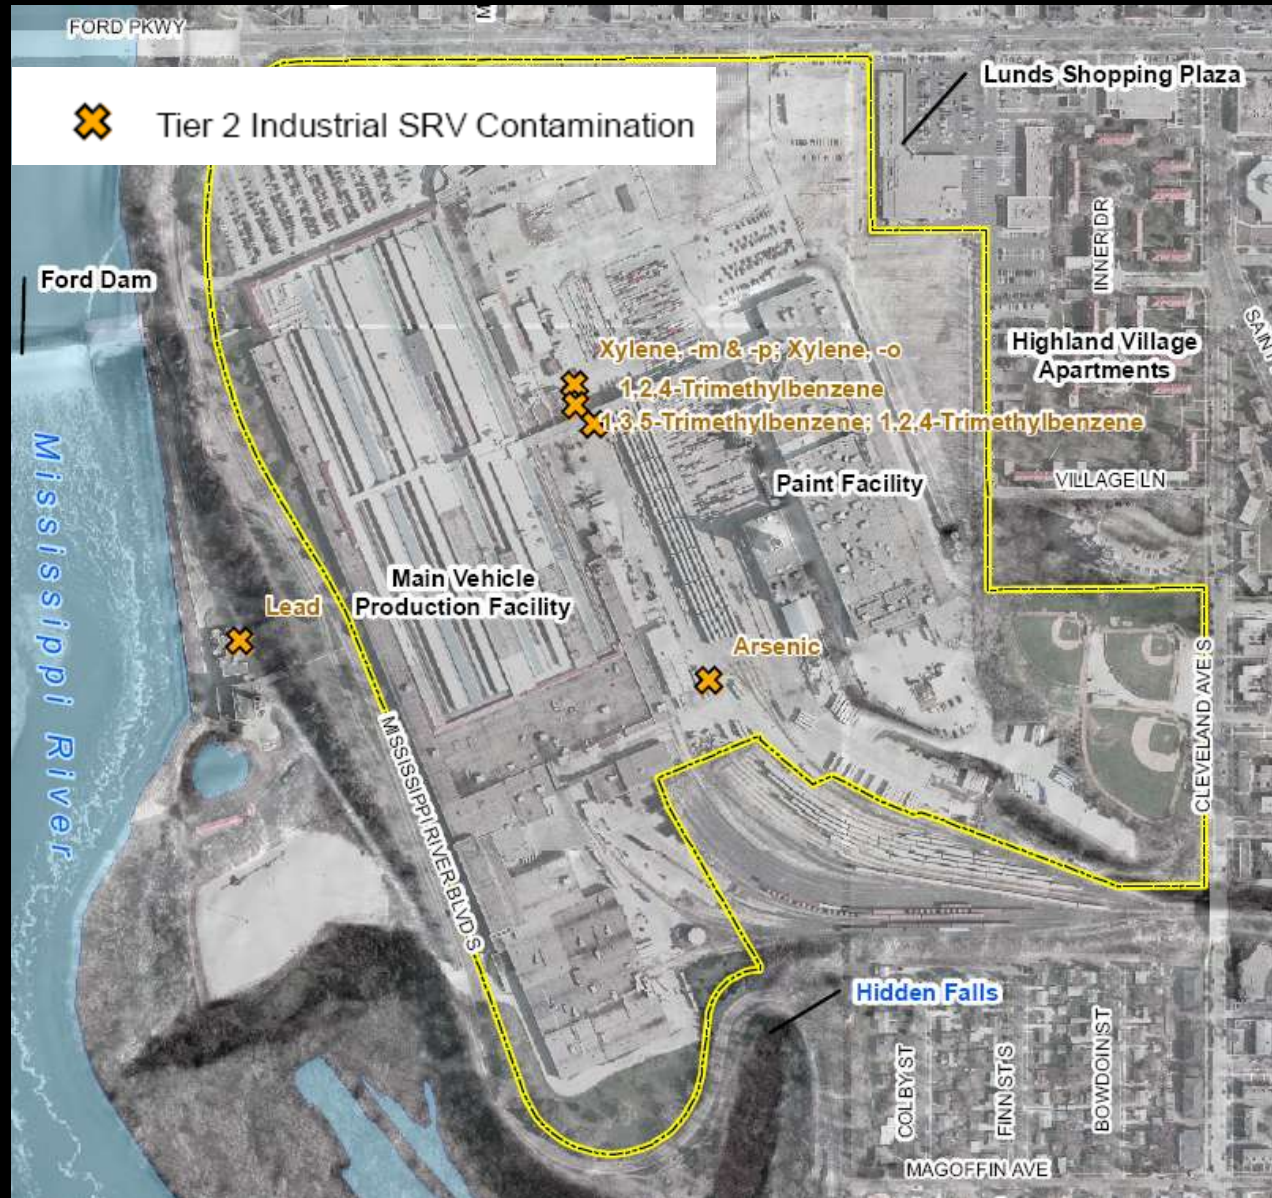 FORD PKWY
Tier 2 Industrial SRV Contamination
Lunds Shopping Plaza
INNER DR
Ford Dam
Highland Village
Apartments
Xylene, -m & -p; Xylene, -o
1,2,4-Trimethylbenzene
1,3,5-Trimethylbenzene; 1,2,4-Trimethylbenzene
VILLAGE LN
Paint Facility
Mississippi River
Main Vehicle
Production Facility
Lead
Arsenic
CLEVELAND AVE S
MISSISSIPPI RIVER BLVD S
Hidden Falls
COLBY ST
FINN ST S
BOWDOIN ST
MAGOFFIN AVE